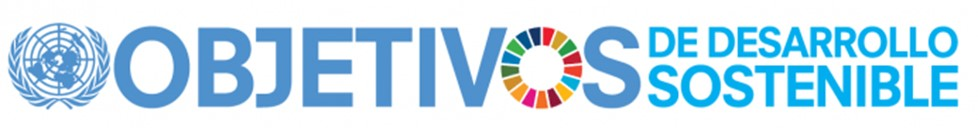 OBJETIVOS
DE DESARROLLO
SOSTENIBLE